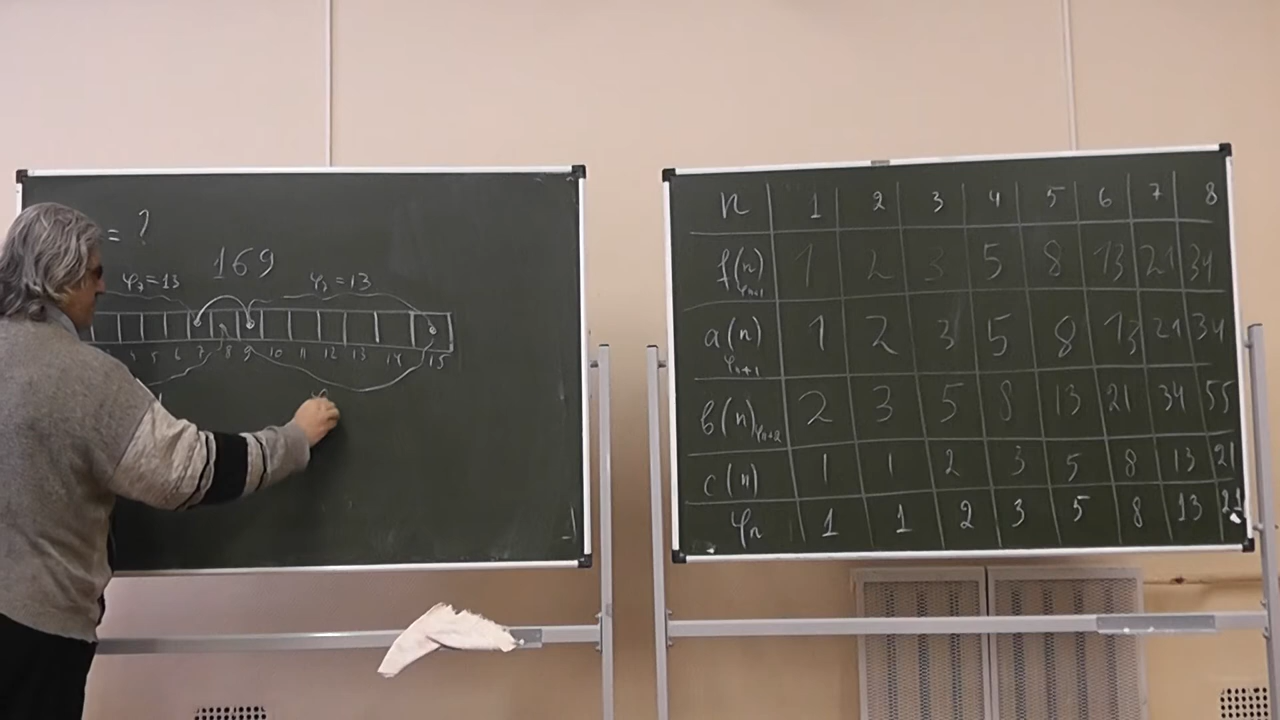 = ?
169
φ₇=13 φ₇=13
4 5 6 7 8 9 10 11 12 13 14 15
n 1 2 3 4 5 6 7 8
f(n) φₙ₊₁ 1 2 3 5 8 13 21 34
a(n) φₙ₊₁ 1 2 3 5 8 13 21 34
b(n) φₙ₊₂ 2 3 5 8 13 21 34 55
c(n) 1 1 2 3 5 8 13 21
φₙ 1 1 2 3 5 8 13 21